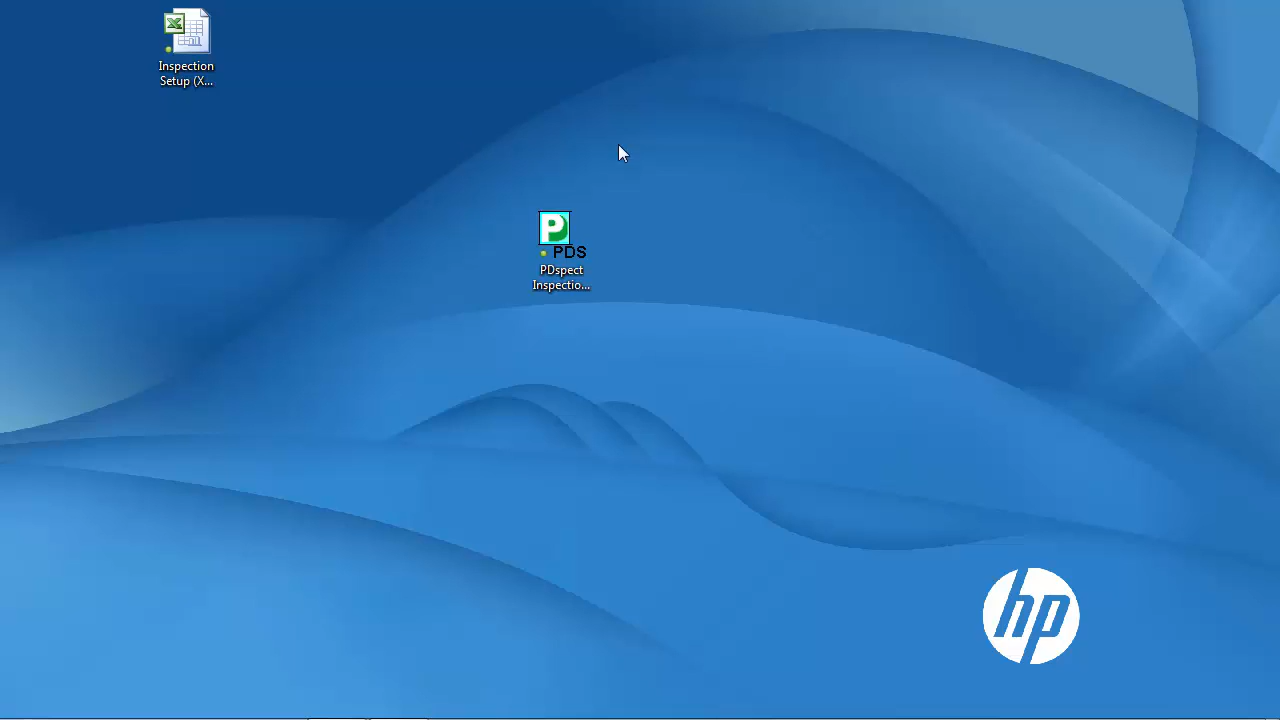 Inspection
Setup (X...
P
PDS
PDspect
Inspectio...
hp